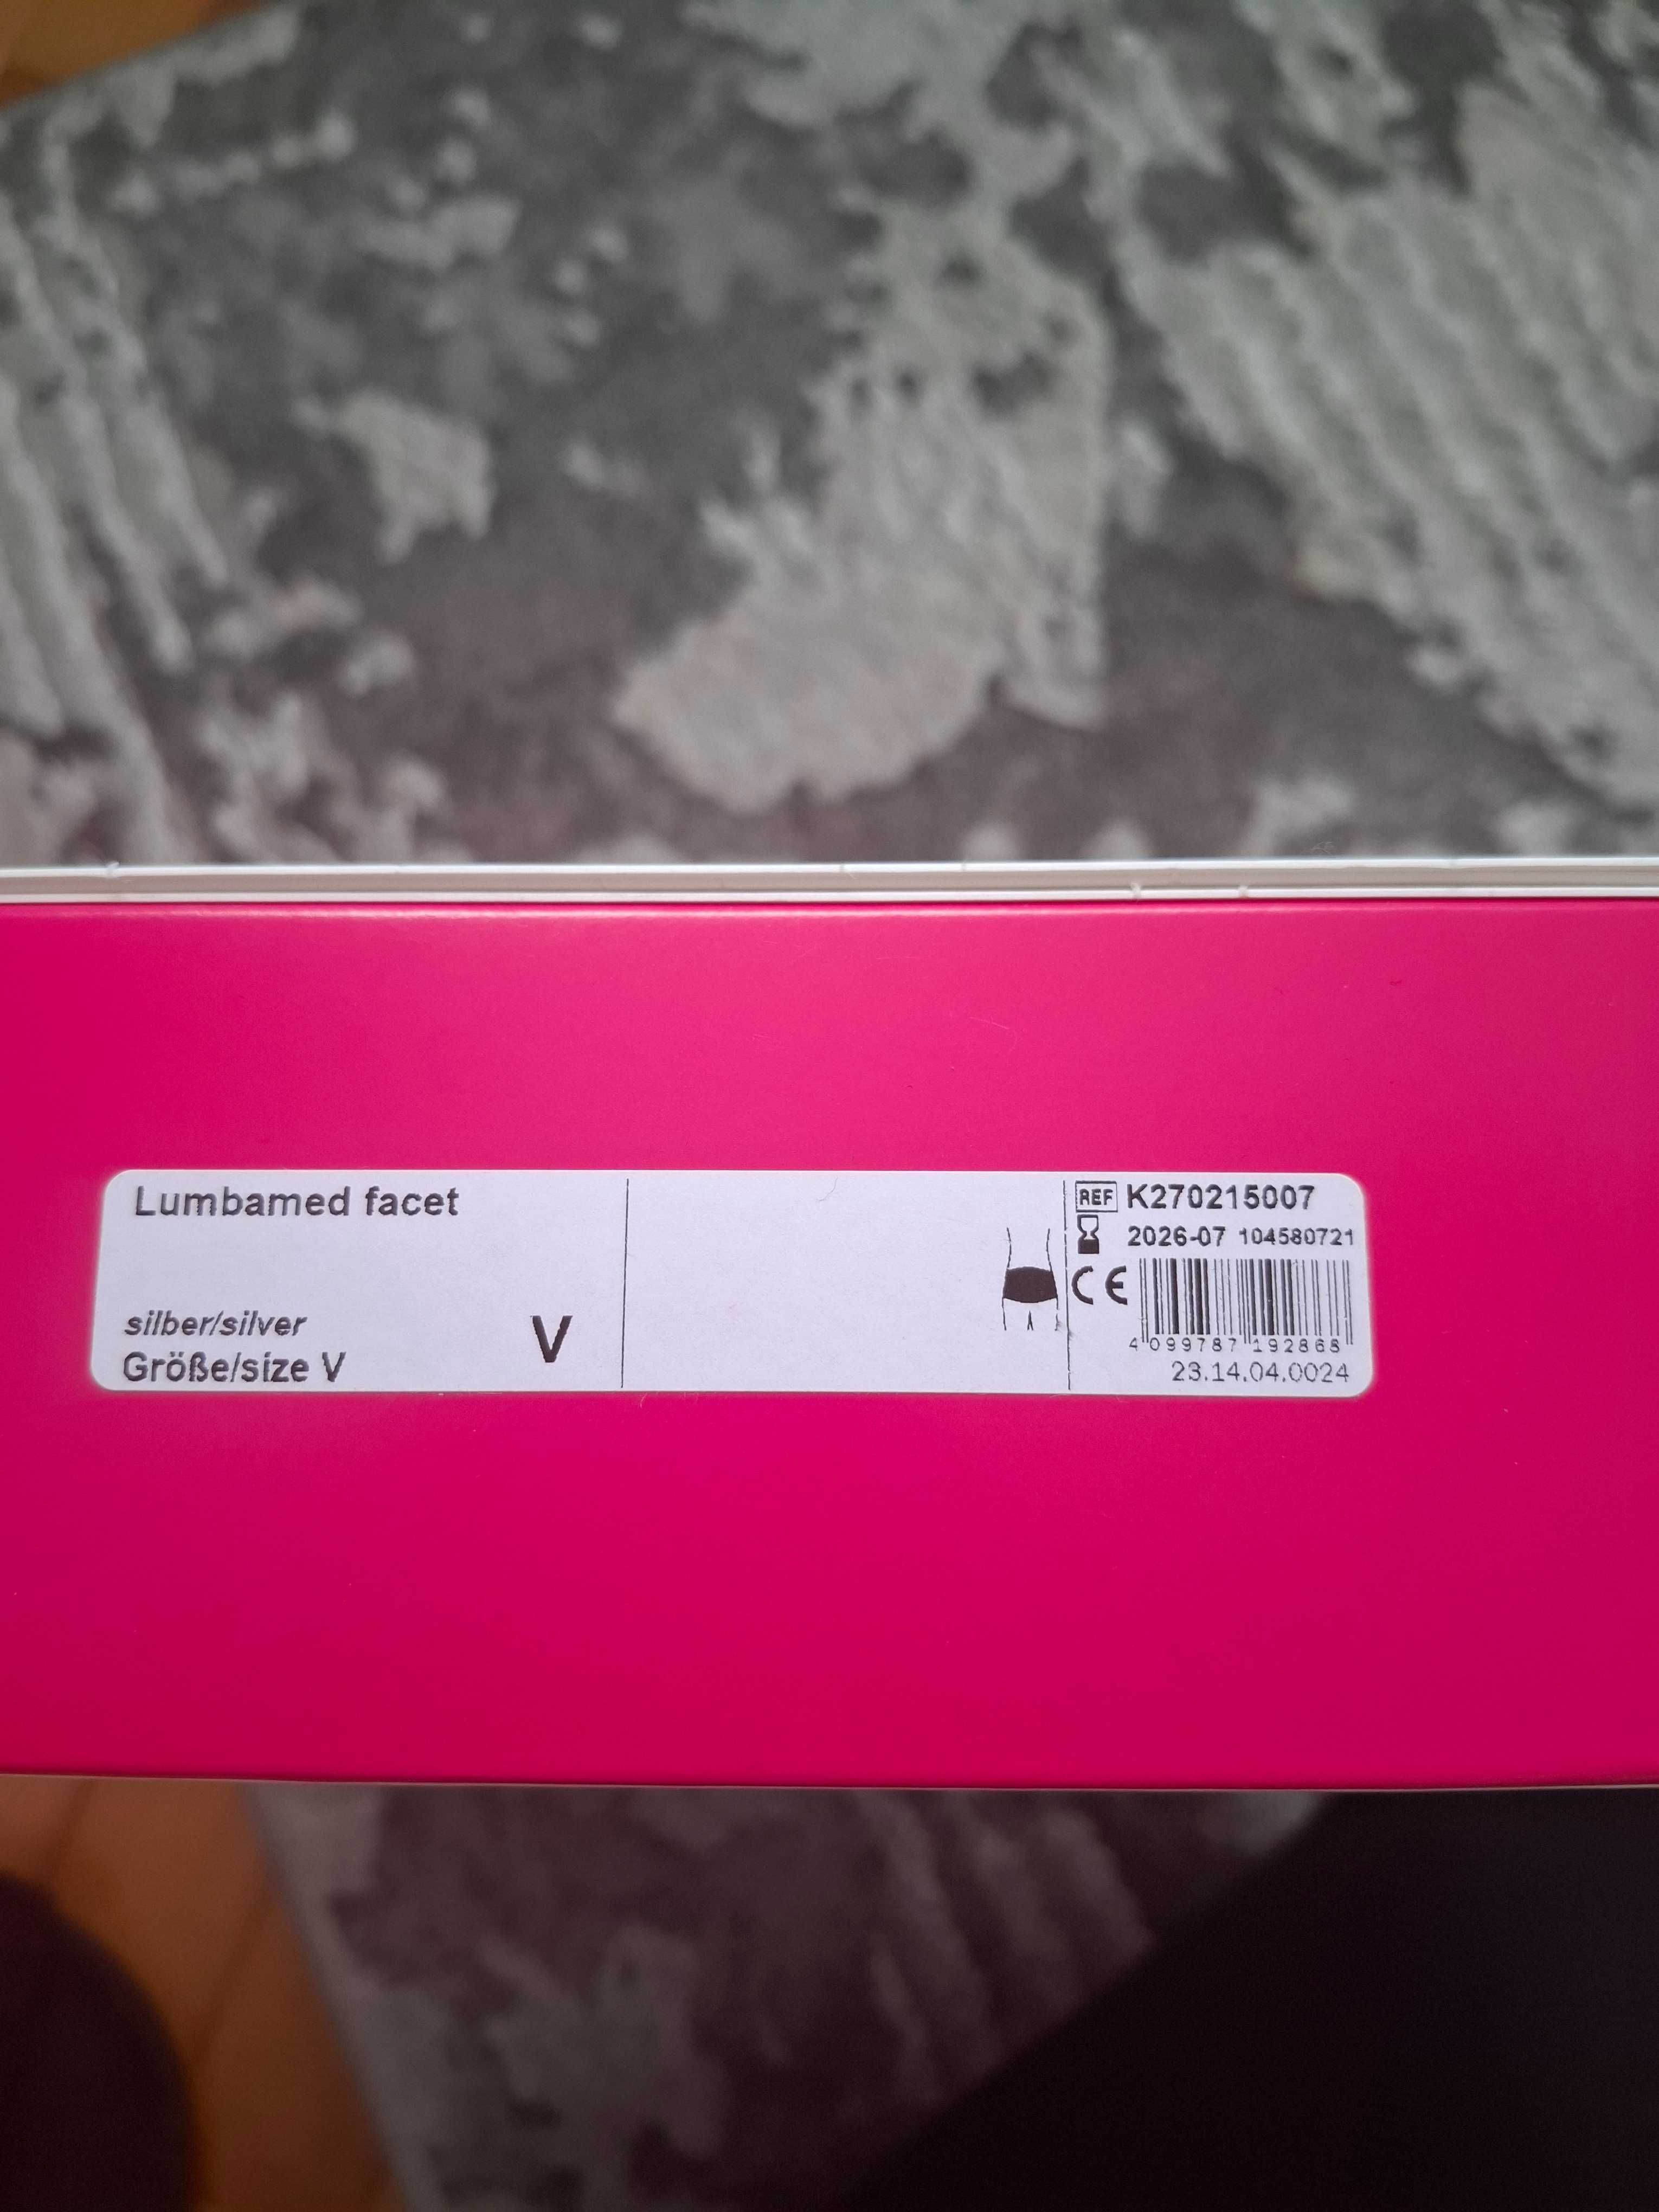 Lumbamed facet
silber/silver
Größe/size V
V
REF K270215007
2026-07 104580721
CE
4 099787 192868
23.14.04.0024